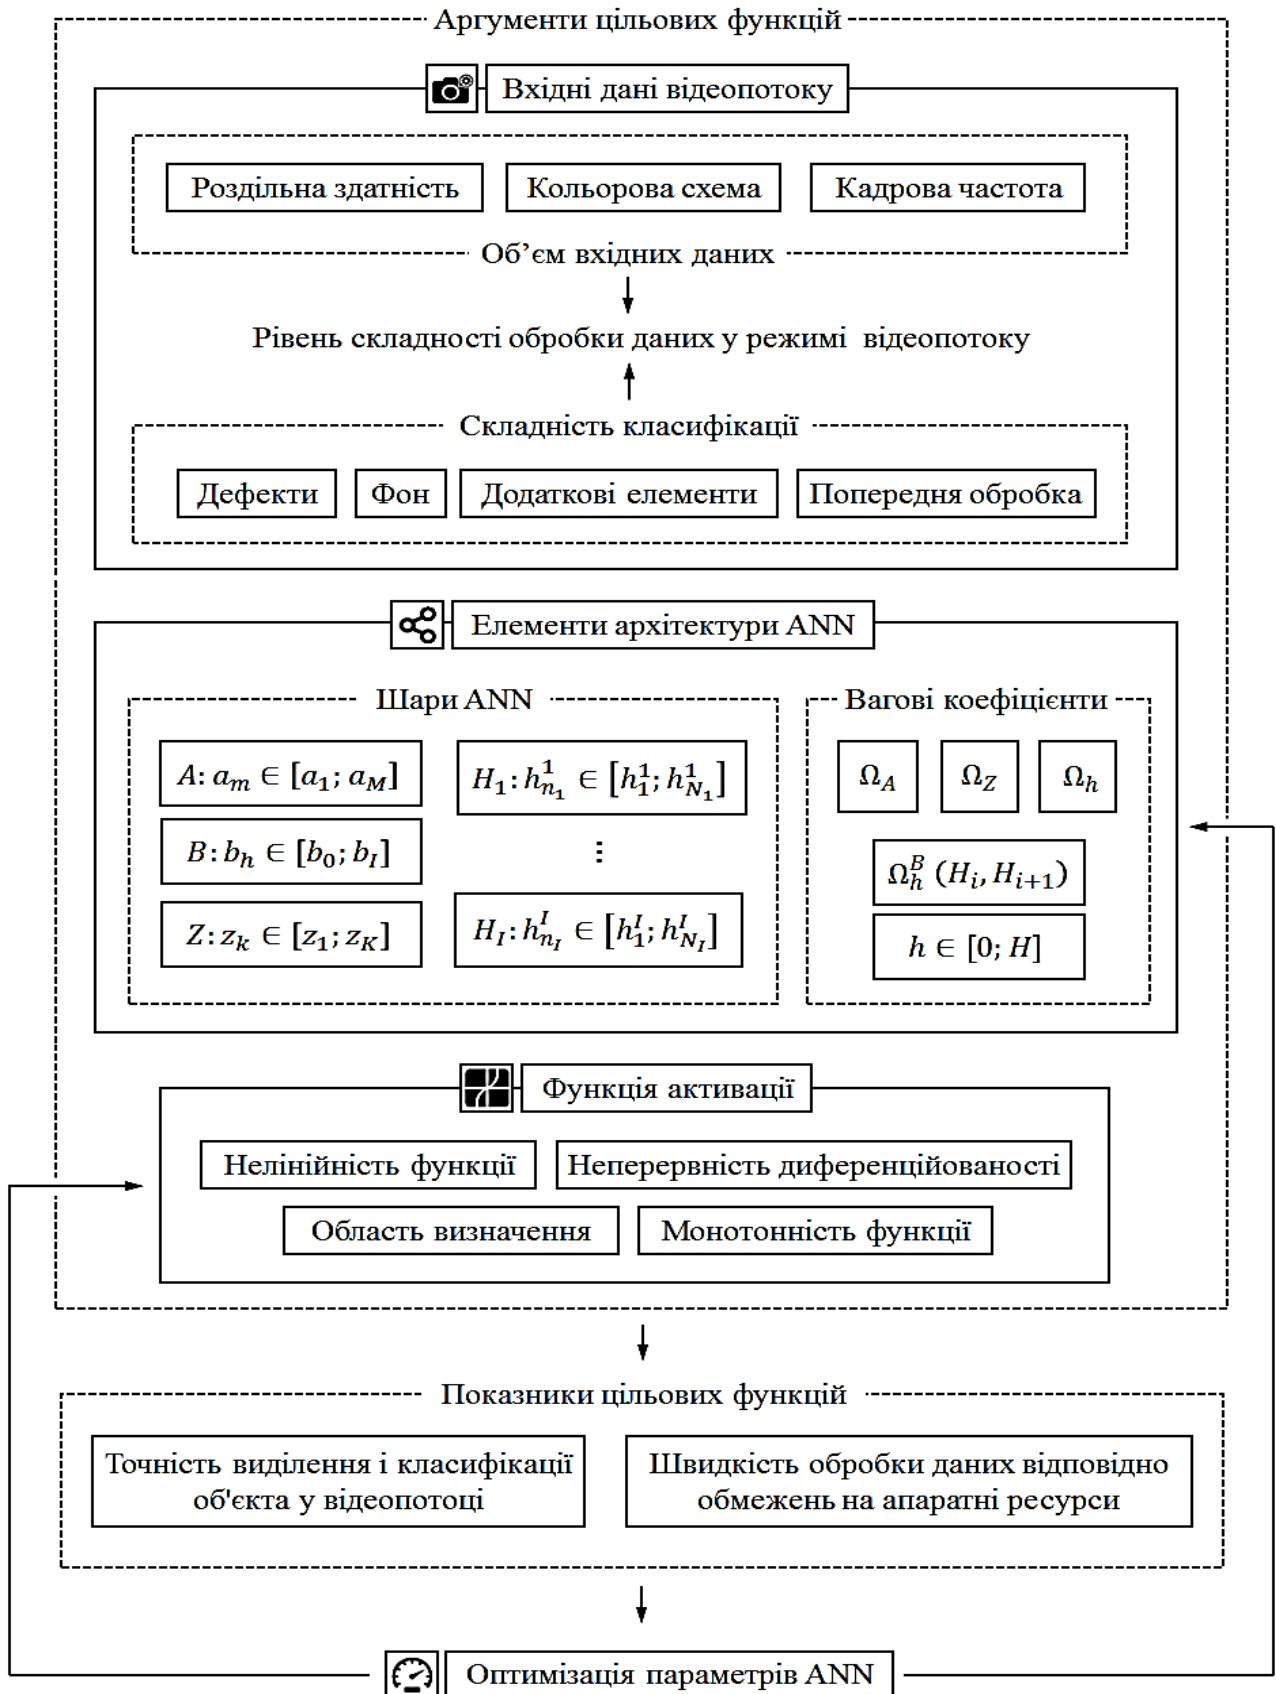 Аргументи цільових функцій
Вхідні дані відеопотоку
Роздільна здатність
Кольорова схема
Кадрова частота
Об’єм вхідних даних
Рівень складності обробки даних у режимі відеопотоку
Складність класифікації
Дефекти
Фон
Додаткові елементи
Попередня обробка
Елементи архітектури ANN
Шари ANN
A: a_m ∈ [a_1; a_M]
H_1: h^1_{n_1} ∈ [h^1_1; h^1_{N_1}]
B: b_h ∈ [b_0; b_I]
⋮
Z: z_k ∈ [z_1; z_K]
H_I: h^I_{n_I} ∈ [h^I_1; h^I_{N_I}]
Вагові коефіцієнти
Ω_A
Ω_Z
Ω_h
Ω^B_h (H_i, H_{i+1})
h ∈ [0; H]
Функція активації
Нелінійність функції
Неперервність диференційованості
Область визначення
Монотонність функції
Показники цільових функцій
Точність виділення і класифікації
об'єкта у відеопотоці
Швидкість обробки даних відповідно
обмежень на апаратні ресурси
Оптимізація параметрів ANN